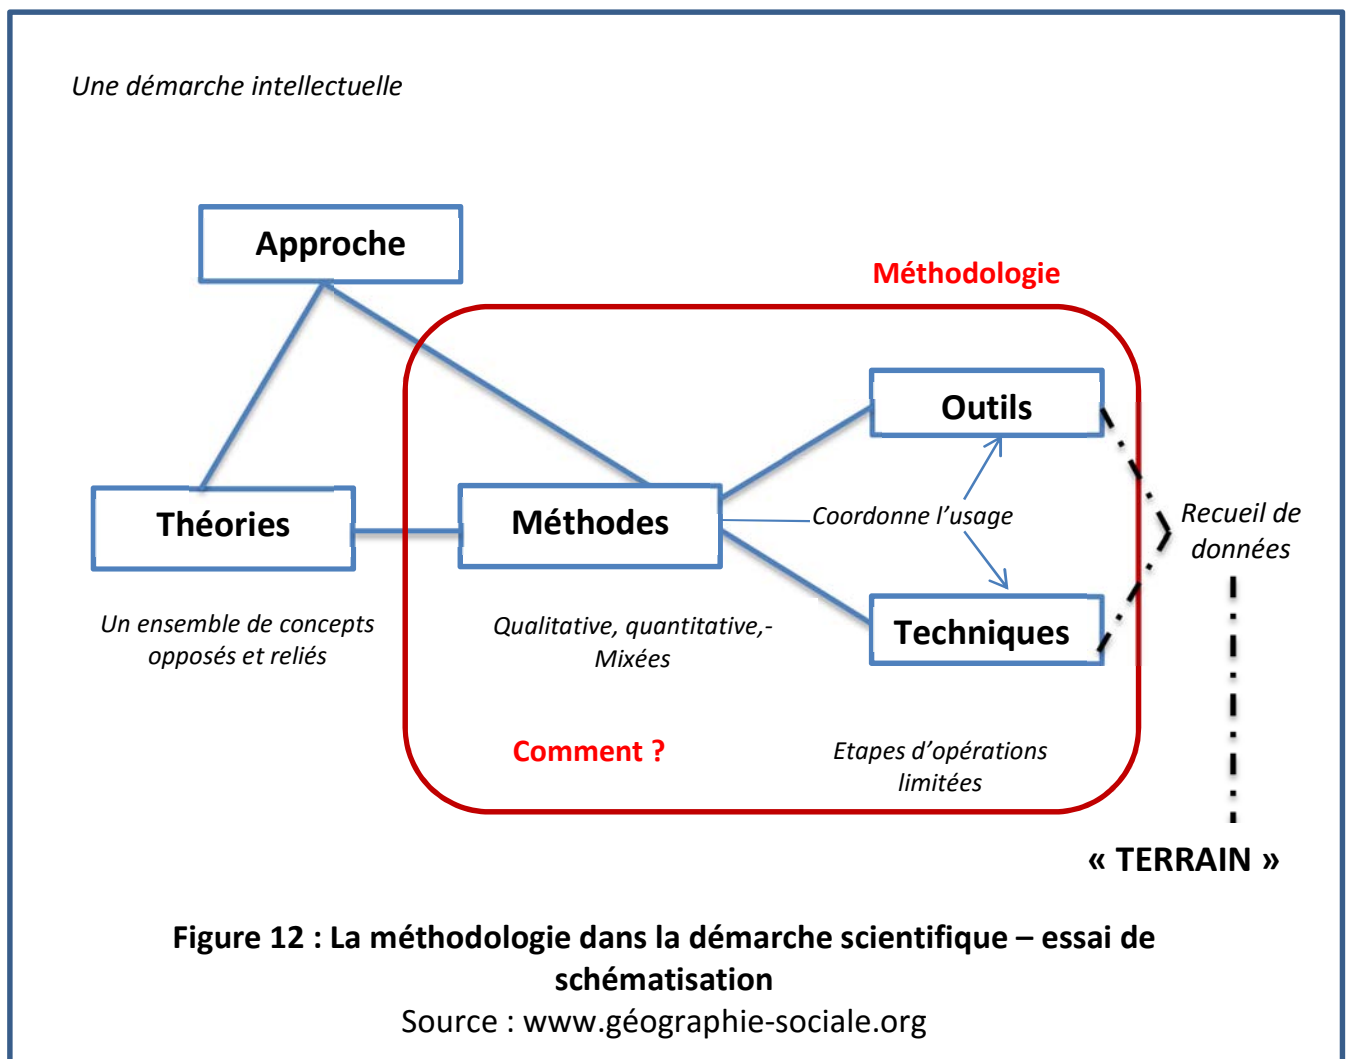 Une démarche intellectuelle
Approche
Méthodologie
Outils
Théories
Méthodes
Coordonne l’usage
Recueil de
données
Un ensemble de concepts
opposés et reliés
Qualitative, quantitative,-
Mixées
Techniques
Comment ?
Etapes d’opérations
limitées
« TERRAIN »
Figure 12 : La méthodologie dans la démarche scientifique – essai de
schématisation
Source : www.géographie-sociale.org